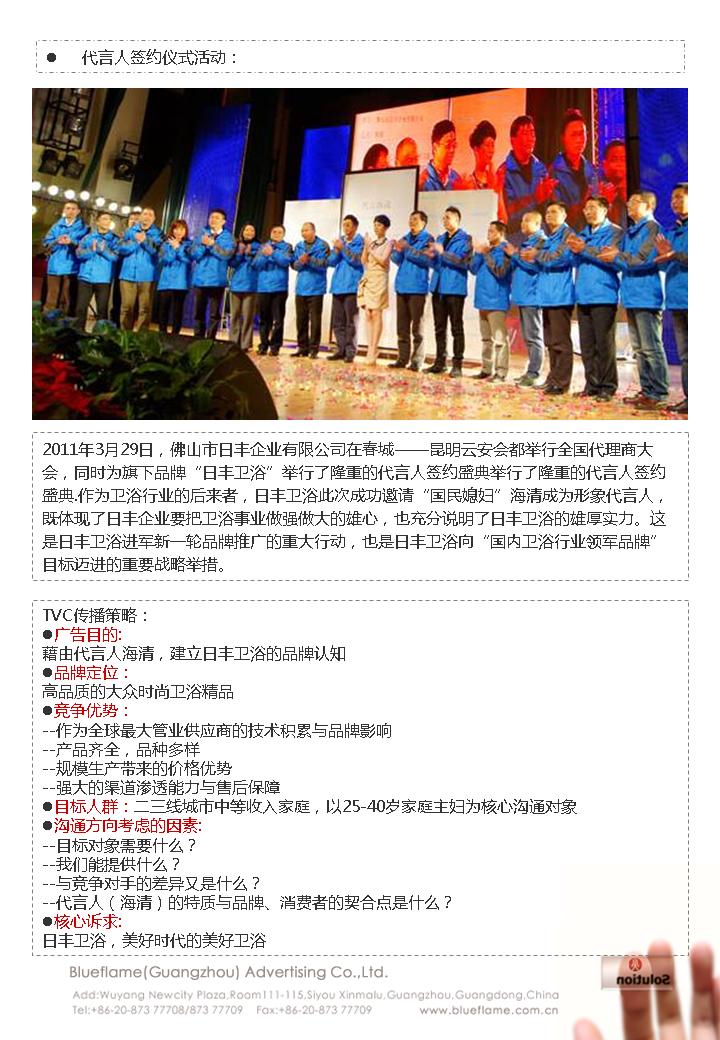 ● 代言人签约仪式活动：
2011年3月29日，佛山市日丰企业有限公司在春城——昆明云安会都举行全国代理商大
会，同时为旗下品牌“日丰卫浴”举行了隆重的代言人签约盛典举行了隆重的代言人签约
盛典.作为卫浴行业的后来者，日丰卫浴此次成功邀请“国民媳妇”海清成为形象代言人，
既体现了日丰企业要把卫浴事业做强做大的雄心，也充分说明了日丰卫浴的雄厚实力。这
是日丰卫浴进军新一轮品牌推广的重大行动，也是日丰卫浴向“国内卫浴行业领军品牌”
目标迈进的重要战略举措。
TVC传播策略：
●广告目的:
藉由代言人海清，建立日丰卫浴的品牌认知
●品牌定位：
高品质的大众时尚卫浴精品
●竞争优势：
--作为全球最大管业供应商的技术积累与品牌影响
--产品齐全，品种多样
--规模生产带来的价格优势
--强大的渠道渗透能力与售后保障
●目标人群：二三线城市中等收入家庭，以25-40岁家庭主妇为核心沟通对象
●沟通方向考虑的因素:
--目标对象需要什么？
--我们能提供什么？
--与竞争对手的差异又是什么？
--代言人（海清）的特质与品牌、消费者的契合点是什么？
●核心诉求:
日丰卫浴，美好时代的美好卫浴
Blueflame(Guangzhou) Advertising Co.,Ltd.
Solution
Add:Wuyang Newcity Plaza,Room111-115,Siyou Xinmalu,Guangzhou,Guangdong,China
Tel:+86-20-873 77708/873 77709 Fax:+86-20-873 77709 www.blueflame.com.cn